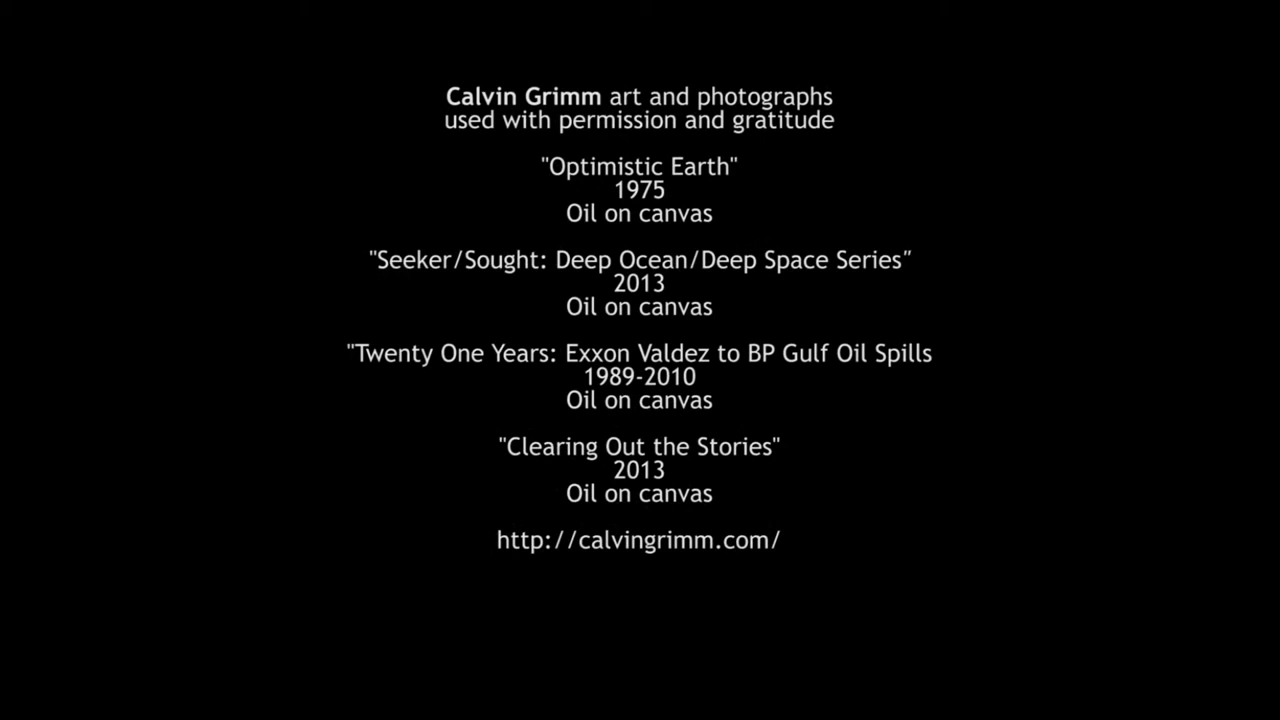 Calvin Grimm art and photographs
used with permission and gratitude
"Optimistic Earth"
1975
Oil on canvas
"Seeker/Sought: Deep Ocean/Deep Space Series"
2013
Oil on canvas
"Twenty One Years: Exxon Valdez to BP Gulf Oil Spills
1989-2010
Oil on canvas
"Clearing Out the Stories"
2013
Oil on canvas
http://calvingrimm.com/